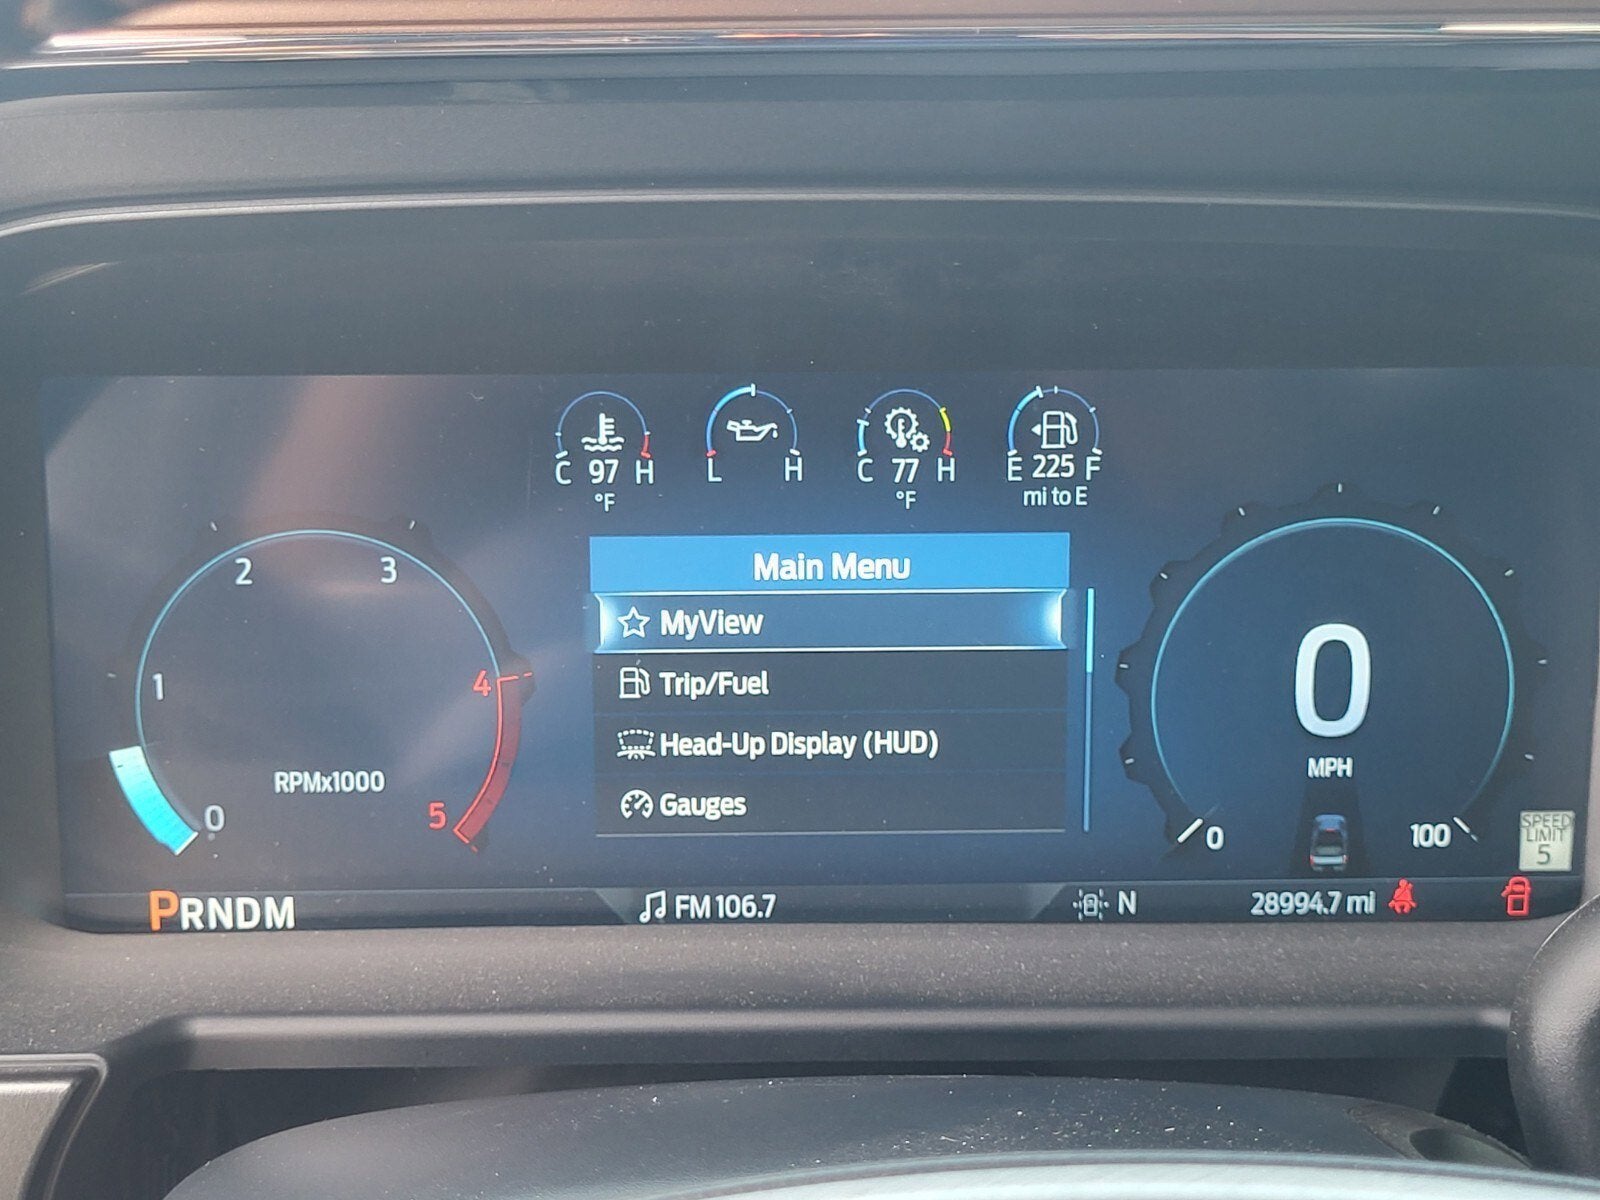 C 97 H
°F
L H
C 77 H
°F
E 225 F
mi to E
Main Menu
MyView
Trip/Fuel
Head-Up Display (HUD)
Gauges
0
1
2
3
4
5
RPMx1000
0
MPH
0
100
SPEED
LIMIT
5
PRNDM
FM 106.7
N
28994.7 mi